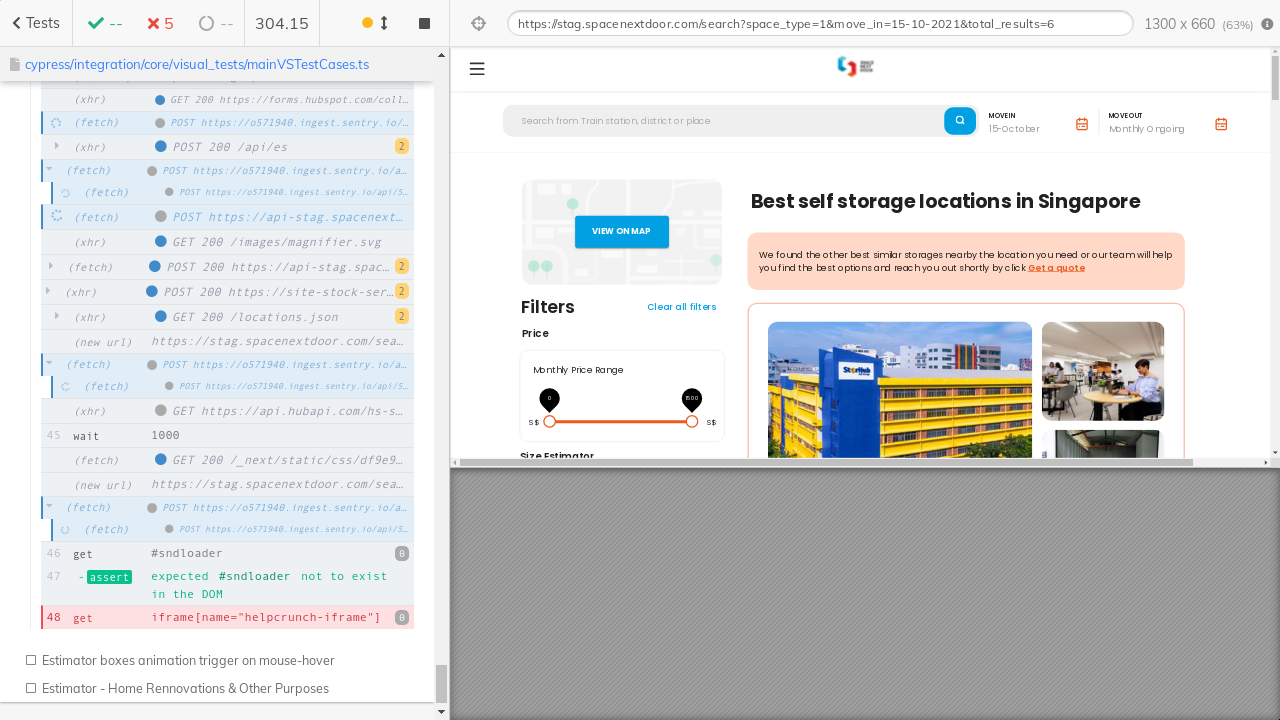 Tests
--
5
--
304.15
cypress/integration/core/visual_tests/mainVSTestCases.ts
(xhr) GET 200 https://forms.hubspot.com/coll…
(fetch) POST https://o571940.ingest.sentry.io/…
(xhr) POST 200 /api/es 2
(fetch) POST https://o571940.ingest.sentry.io/a…
(fetch) POST https://o571940.ingest.sentry.io/api/5…
(fetch) POST https://api-stag.spacenext…
(xhr) GET 200 /images/magnifier.svg
(fetch) POST 200 https://api-stag.spac… 2
(xhr) POST 200 https://site-stock-ser… 2
(xhr) GET 200 /locations.json 2
(new url) https://stag.spacenextdoor.com/sea…
(fetch) POST https://o571940.ingest.sentry.io/a…
(fetch) POST https://o571940.ingest.sentry.io/api/5…
(xhr) GET https://api.hubapi.com/hs-s…
45 wait 1000
(fetch) GET 200 /_next/static/css/df9e9…
(new url) https://stag.spacenextdoor.com/sea…
(fetch) POST https://o571940.ingest.sentry.io/a…
(fetch) POST https://o571940.ingest.sentry.io/api/5…
46 get #sndloader 0
47 -assert expected #sndloader not to exist
in the DOM
48 get iframe[name="helpcrunch-iframe"] 0
Estimator boxes animation trigger on mouse-hover
Estimator - Home Rennovations & Other Purposes
https://stag.spacenextdoor.com/search?space_type=1&move_in=15-10-2021&total_results=6
1300 x 660 (63%)
SPACE
NEXT
DOOR
Search from Train station, district or place
MOVE IN
15-October
MOVE OUT
Monthly Ongoing
VIEW ON MAP
Filters
Clear all filters
Price
Monthly Price Range
0
1500
S$
S$
Size Estimator
Best self storage locations in Singapore
We found the other best similar storages nearby the location you need or our team will help
you find the best options and reach you out shortly by click Get a quote
StorHub